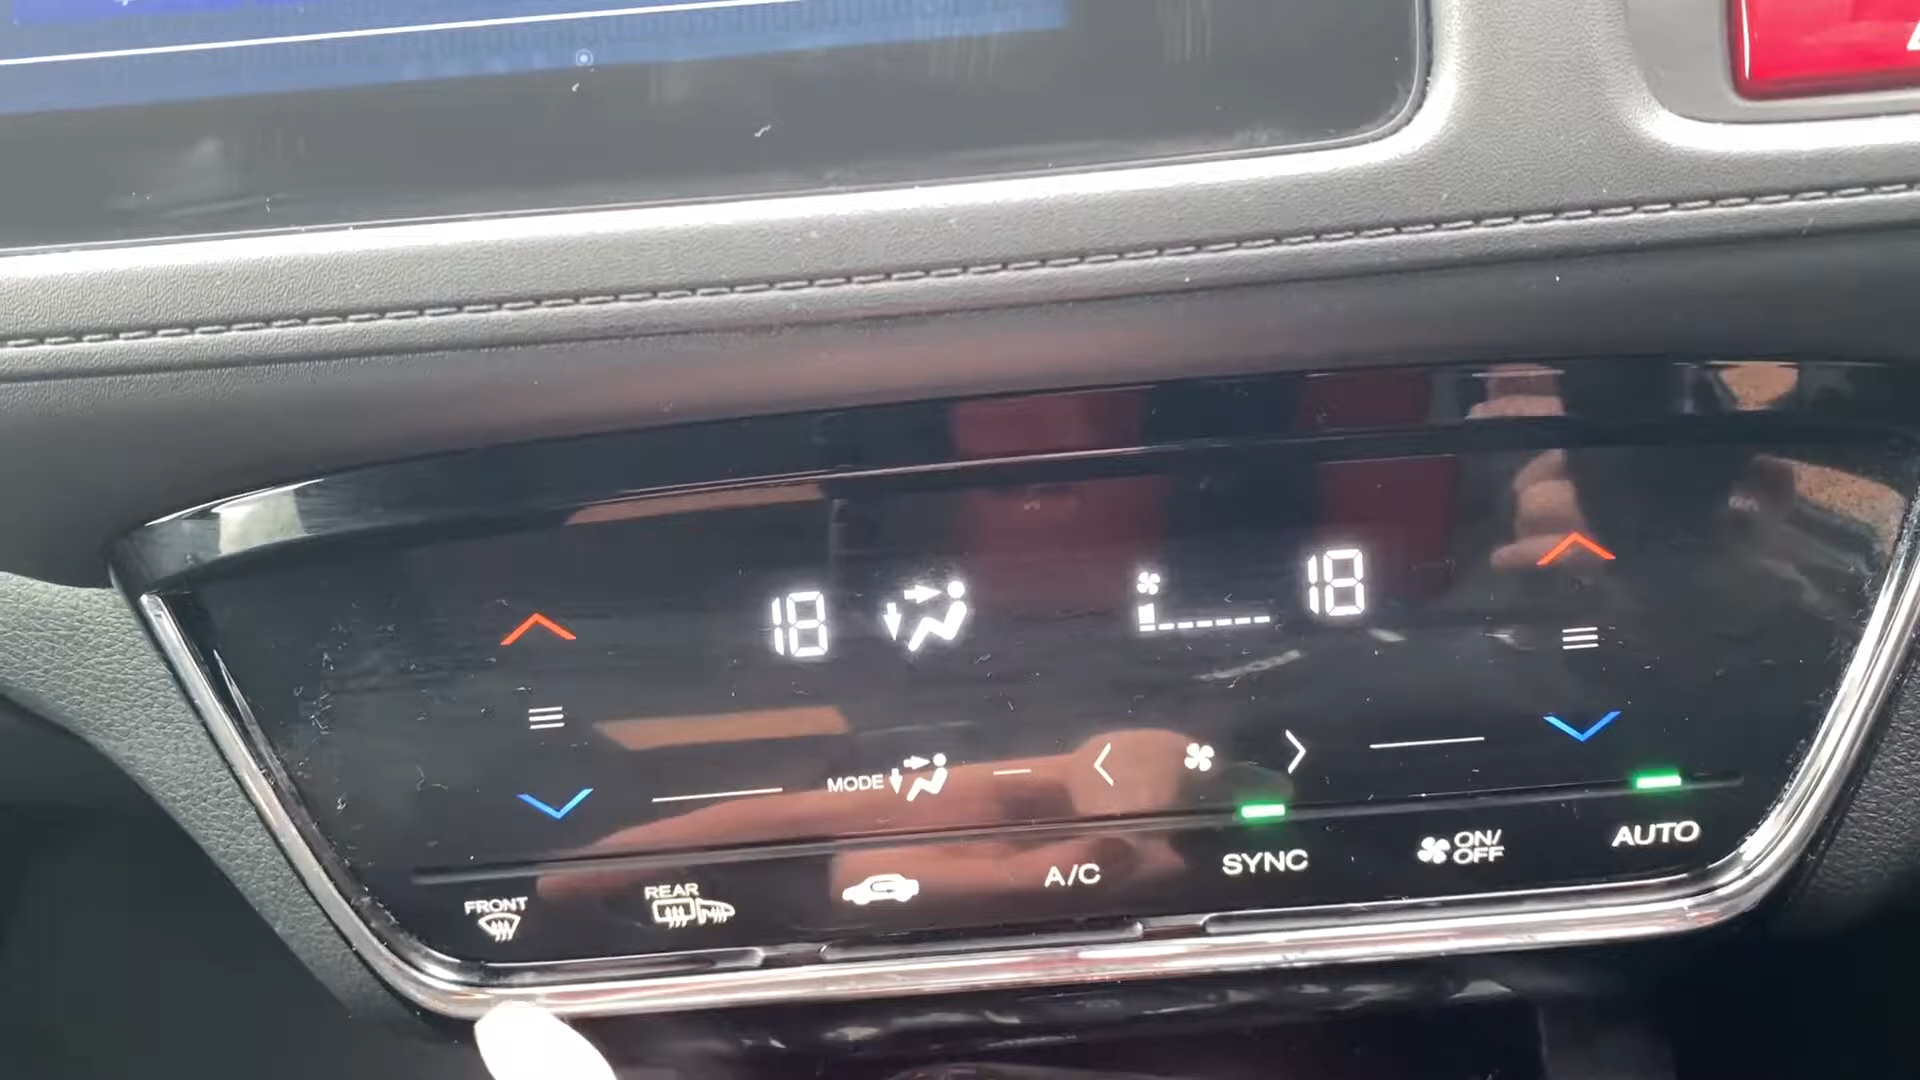 18 18
MODE
FRONT REAR A/C SYNC ON/OFF AUTO